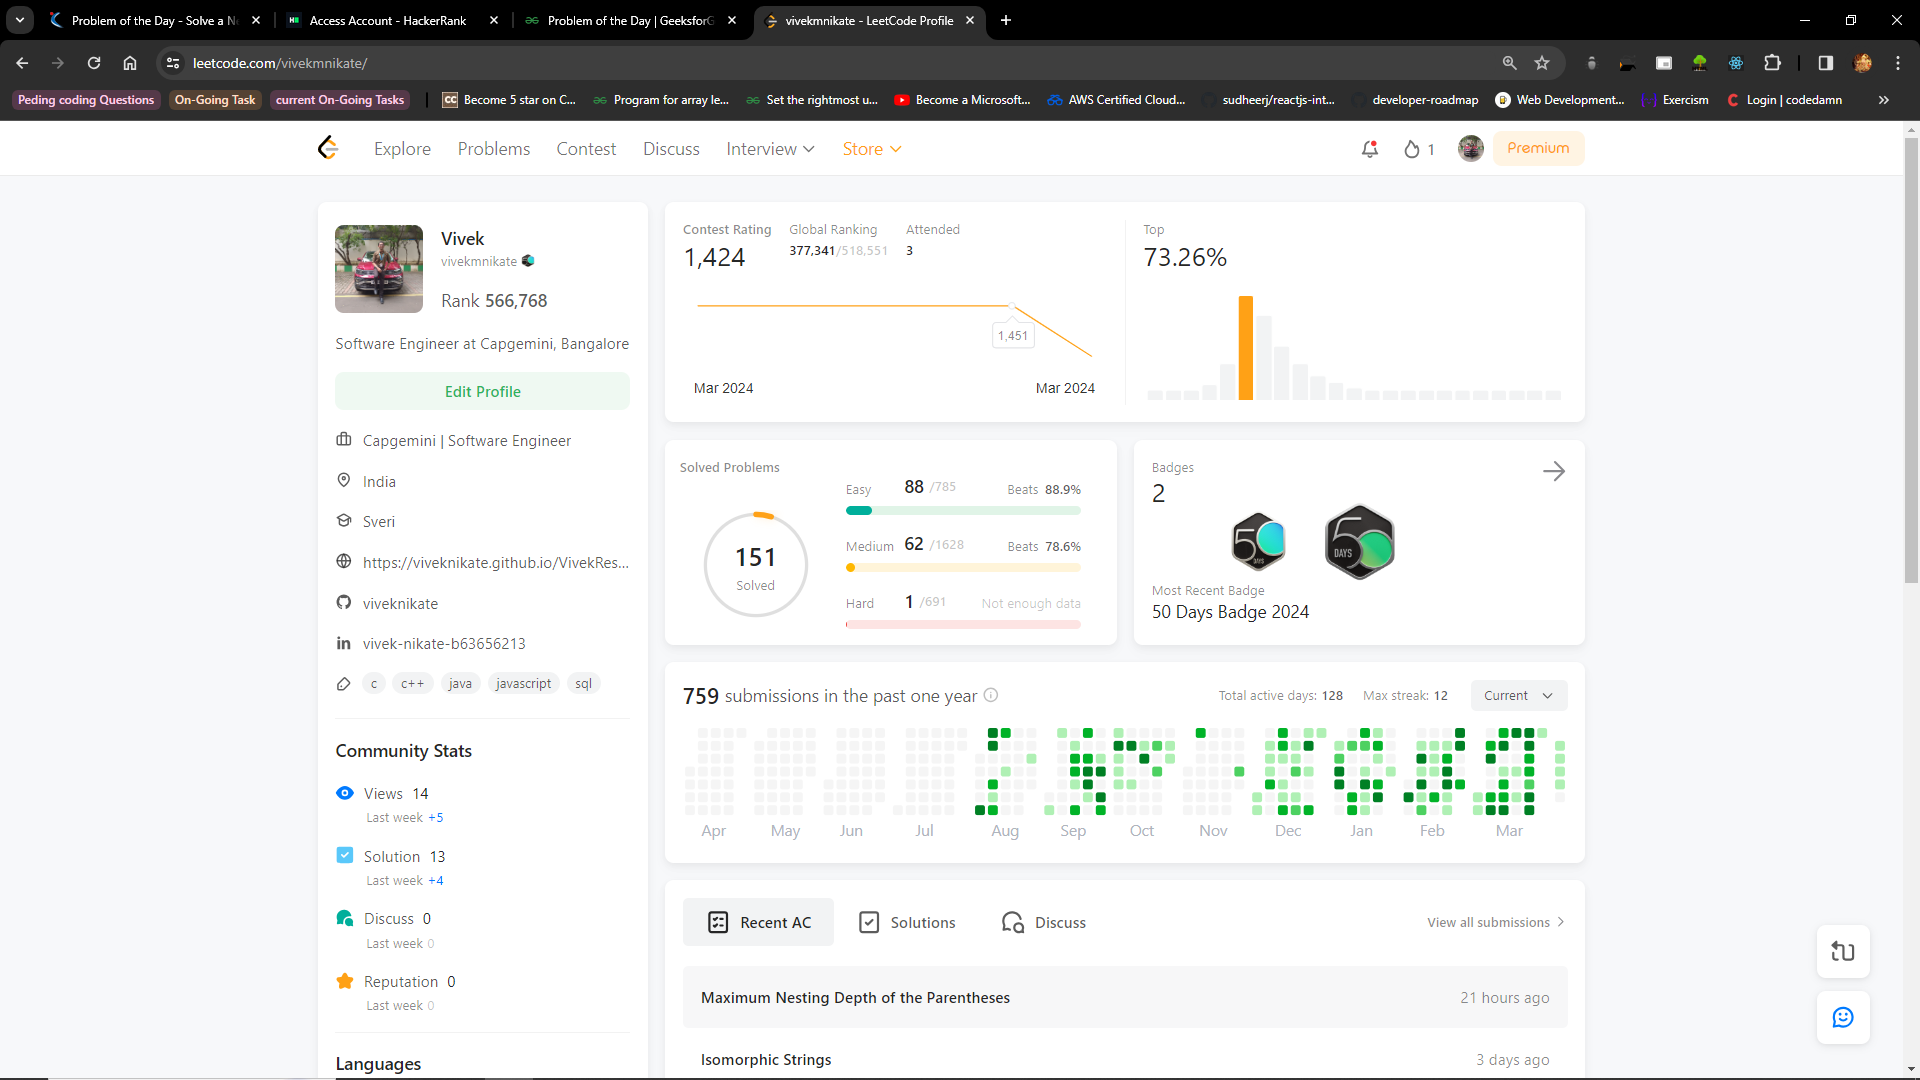 Problem of the Day - Solve a N
Access Account - HackerRank
Problem of the Day | GeeksforG
vivekmnikate - LeetCode Profile
leetcode.com/vivekmnikate/
Peding coding Questions
On-Going Task
current On-Going Tasks
CC
Become 5 star on C...
Program for array le...
Set the rightmost u...
Become a Microsoft...
AWS Certified Cloud...
sudheerj/reactjs-int...
developer-roadmap
Web Development...
Exercism
Login | codedamn
Explore
Problems
Contest
Discuss
Interview
Store
1
Premium
Vivek
vivekmnikate
Rank 566,768
Software Engineer at Capgemini, Bangalore
Edit Profile
Capgemini | Software Engineer
India
Sveri
https://viveknikate.github.io/VivekRes...
viveknikate
vivek-nikate-b63656213
c
c++
java
javascript
sql
Community Stats
Views 14
Last week +5
Solution 13
Last week +4
Discuss 0
Last week 0
Reputation 0
Last week 0
Languages
Contest Rating
1,424
Global Ranking
377,341/518,551
Attended
3
1,451
Mar 2024
Mar 2024
Top
73.26%
Solved Problems
151
Solved
Easy 88 /785 Beats 88.9%
Medium 62 /1628 Beats 78.6%
Hard 1 /691 Not enough data
Badges
2
50
DAYS
50
DAYS
Most Recent Badge
50 Days Badge 2024
759 submissions in the past one year
Total active days: 128
Max streak: 12
Current
Apr
May
Jun
Jul
Aug
Sep
Oct
Nov
Dec
Jan
Feb
Mar
Recent AC
Solutions
Discuss
View all submissions
Maximum Nesting Depth of the Parentheses
21 hours ago
Isomorphic Strings
3 days ago